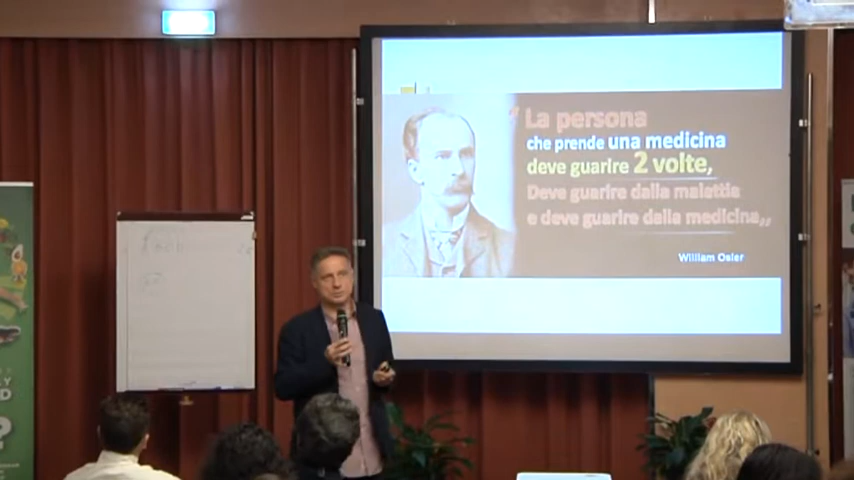 “La persona
che prende una medicina
deve guarire 2 volte,
Deve guarire dalla malattia
e deve guarire dalla medicina„
William Osler
?